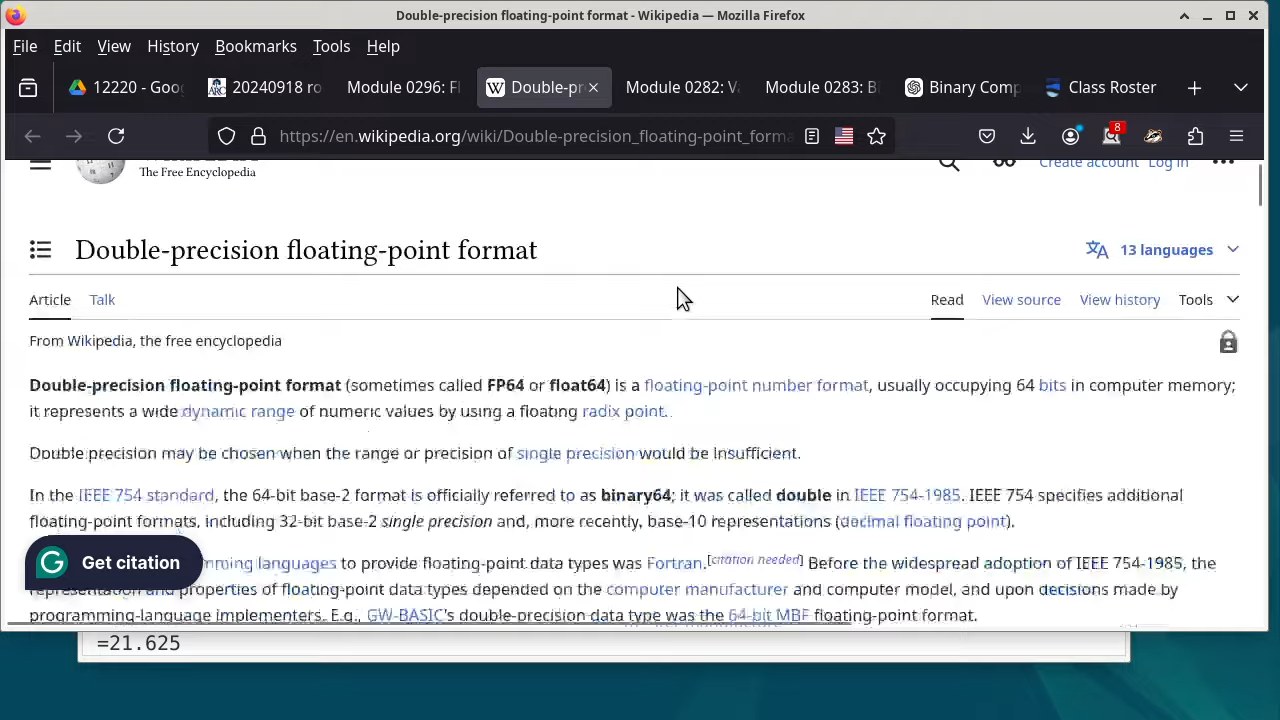 Double-precision floating-point format - Wikipedia — Mozilla Firefox
File Edit View History Bookmarks Tools Help
12220 - Goo 20240918 ro Module 0296: F Double-pr Module 0282: Va Module 0283: B Binary Comp Class Roster
https://en.wikipedia.org/wiki/Double-precision_floating-point_forma 8
The Free Encyclopedia Create account Log in
Double-precision floating-point format 13 languages
Article Talk Read View source View history Tools
From Wikipedia, the free encyclopedia
Double-precision floating-point format (sometimes called FP64 or float64) is a floating-point number format, usually occupying 64 bits in computer memory;
it represents a wide dynamic range of numeric values by using a floating radix point.
Double precision may be chosen when the range or precision of single precision would be insufficient.
In the IEEE 754 standard, the 64-bit base-2 format is officially referred to as binary64; it was called double in IEEE 754-1985. IEEE 754 specifies additional
floating-point formats, including 32-bit base-2 single precision and, more recently, base-10 representations (decimal floating point).
Get citation mming languages to provide floating-point data types was Fortran.[citation needed] Before the widespread adoption of IEEE 754-1985, the
representation and properties of floating-point data types depended on the computer manufacturer and computer model, and upon decisions made by
programming-language implementers. E.g., GW-BASIC's double-precision data type was the 64-bit MBF floating-point format.
=21.625